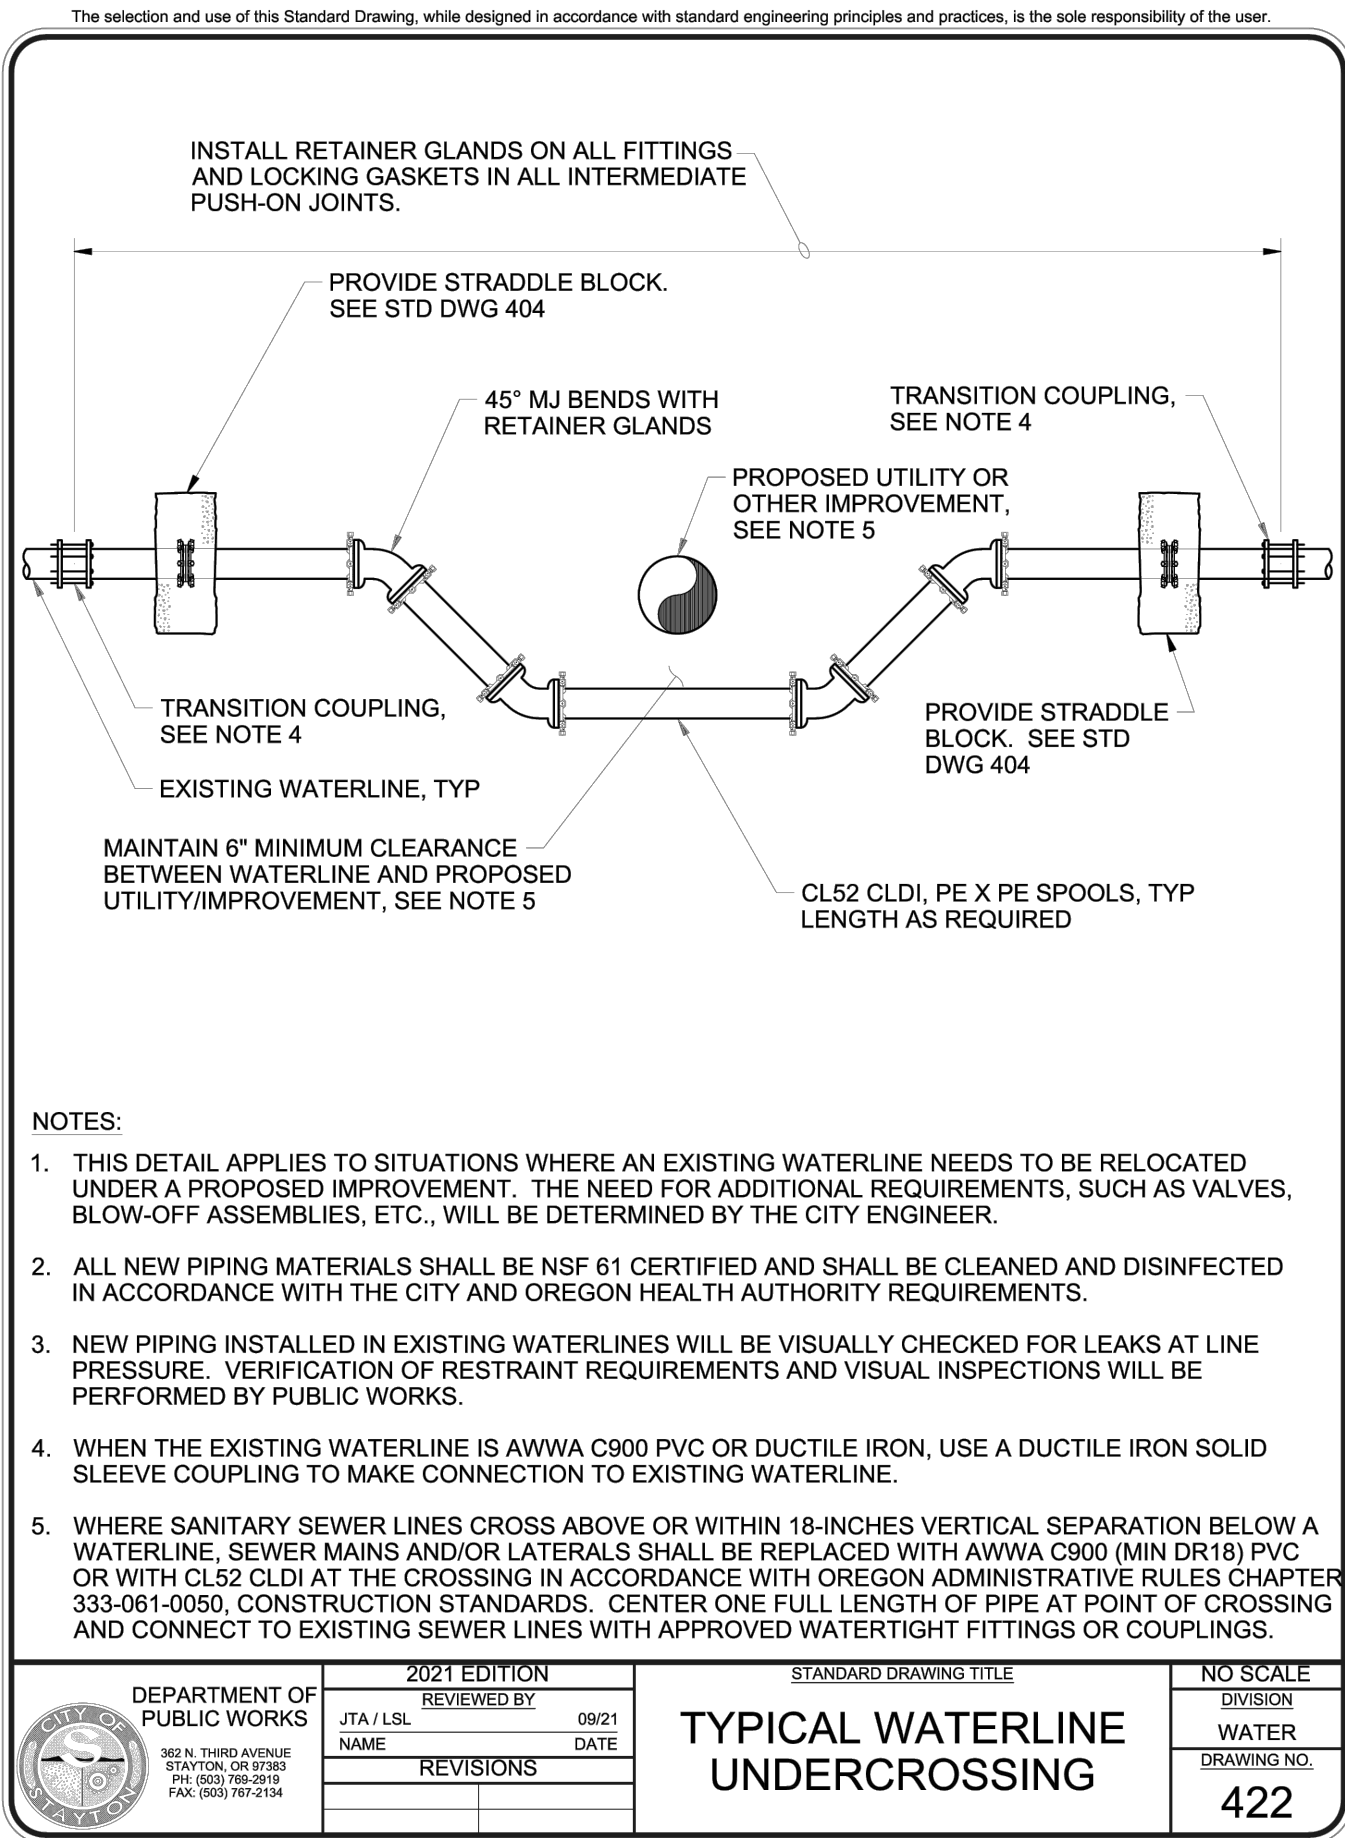 The selection and use of this Standard Drawing, while designed in accordance with standard engineering principles and practices, is the sole responsibility of the user.
INSTALL RETAINER GLANDS ON ALL FITTINGS
AND LOCKING GASKETS IN ALL INTERMEDIATE
PUSH-ON JOINTS.
PROVIDE STRADDLE BLOCK.
SEE STD DWG 404
45° MJ BENDS WITH
RETAINER GLANDS
TRANSITION COUPLING,
SEE NOTE 4
PROPOSED UTILITY OR
OTHER IMPROVEMENT,
SEE NOTE 5
TRANSITION COUPLING,
SEE NOTE 4
PROVIDE STRADDLE
BLOCK. SEE STD
DWG 404
EXISTING WATERLINE, TYP
MAINTAIN 6" MINIMUM CLEARANCE
BETWEEN WATERLINE AND PROPOSED
UTILITY/IMPROVEMENT, SEE NOTE 5
CL52 CLDI, PE X PE SPOOLS, TYP
LENGTH AS REQUIRED
NOTES:
1. THIS DETAIL APPLIES TO SITUATIONS WHERE AN EXISTING WATERLINE NEEDS TO BE RELOCATED
UNDER A PROPOSED IMPROVEMENT. THE NEED FOR ADDITIONAL REQUIREMENTS, SUCH AS VALVES,
BLOW-OFF ASSEMBLIES, ETC., WILL BE DETERMINED BY THE CITY ENGINEER.
2. ALL NEW PIPING MATERIALS SHALL BE NSF 61 CERTIFIED AND SHALL BE CLEANED AND DISINFECTED
IN ACCORDANCE WITH THE CITY AND OREGON HEALTH AUTHORITY REQUIREMENTS.
3. NEW PIPING INSTALLED IN EXISTING WATERLINES WILL BE VISUALLY CHECKED FOR LEAKS AT LINE
PRESSURE. VERIFICATION OF RESTRAINT REQUIREMENTS AND VISUAL INSPECTIONS WILL BE
PERFORMED BY PUBLIC WORKS.
4. WHEN THE EXISTING WATERLINE IS AWWA C900 PVC OR DUCTILE IRON, USE A DUCTILE IRON SOLID
SLEEVE COUPLING TO MAKE CONNECTION TO EXISTING WATERLINE.
5. WHERE SANITARY SEWER LINES CROSS ABOVE OR WITHIN 18-INCHES VERTICAL SEPARATION BELOW A
WATERLINE, SEWER MAINS AND/OR LATERALS SHALL BE REPLACED WITH AWWA C900 (MIN DR18) PVC
OR WITH CL52 CLDI AT THE CROSSING IN ACCORDANCE WITH OREGON ADMINISTRATIVE RULES CHAPTER
333-061-0050, CONSTRUCTION STANDARDS. CENTER ONE FULL LENGTH OF PIPE AT POINT OF CROSSING
AND CONNECT TO EXISTING SEWER LINES WITH APPROVED WATERTIGHT FITTINGS OR COUPLINGS.
CITY OF
S
STAYTON
DEPARTMENT OF
PUBLIC WORKS
362 N. THIRD AVENUE
STAYTON, OR 97383
PH: (503) 769-2919
FAX: (503) 767-2134
2021 EDITION
REVIEWED BY
JTA / LSL 09/21
NAME DATE
REVISIONS
STANDARD DRAWING TITLE
TYPICAL WATERLINE
UNDERCROSSING
NO SCALE
DIVISION
WATER
DRAWING NO.
422